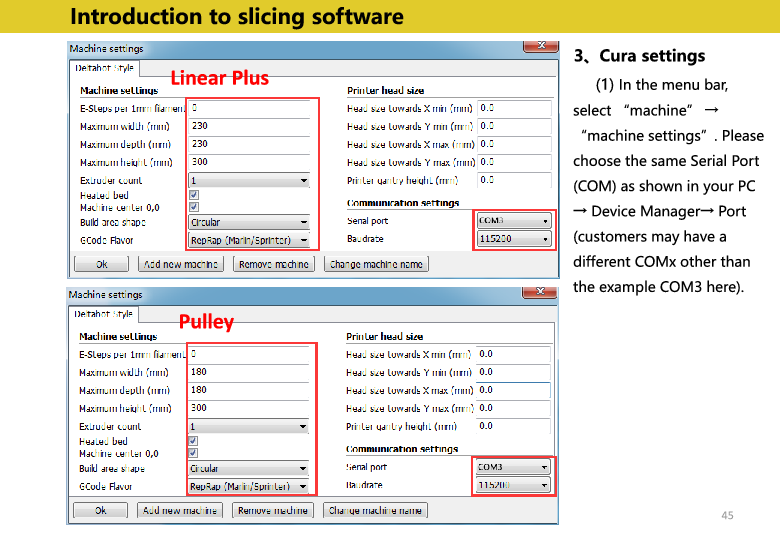 Introduction to slicing software
Machine settings
Deltabot Style
Linear Plus
Machine settings
E-Steps per 1mm filament 0
Maximum width (mm) 230
Maximum depth (mm) 230
Maximum height (mm) 300
Extruder count 1
Heated bed
Machine center 0,0
Build area shape Circular
GCode Flavor RepRap (Marlin/Sprinter)
Printer head size
Head size towards X min (mm) 0.0
Head size towards Y min (mm) 0.0
Head size towards X max (mm) 0.0
Head size towards Y max (mm) 0.0
Printer gantry height (mm) 0.0
Communication settings
Serial port COM3
Baudrate 115200
Ok Add new machine Remove machine Change machine name
Machine settings
Deltabot Style
Pulley
Machine settings
E-Steps per 1mm filament 0
Maximum width (mm) 180
Maximum depth (mm) 180
Maximum height (mm) 300
Extruder count 1
Heated bed
Machine center 0,0
Build area shape Circular
GCode Flavor RepRap (Marlin/Sprinter)
Printer head size
Head size towards X min (mm) 0.0
Head size towards Y min (mm) 0.0
Head size towards X max (mm) 0.0
Head size towards Y max (mm) 0.0
Printer gantry height (mm) 0.0
Communication settings
Serial port COM3
Baudrate 115200
Ok Add new machine Remove machine Change machine name
3、Cura settings
(1) In the menu bar,
select “machine” →
“machine settings”. Please
choose the same Serial Port
(COM) as shown in your PC
→ Device Manager→ Port
(customers may have a
different COMx other than
the example COM3 here).
45